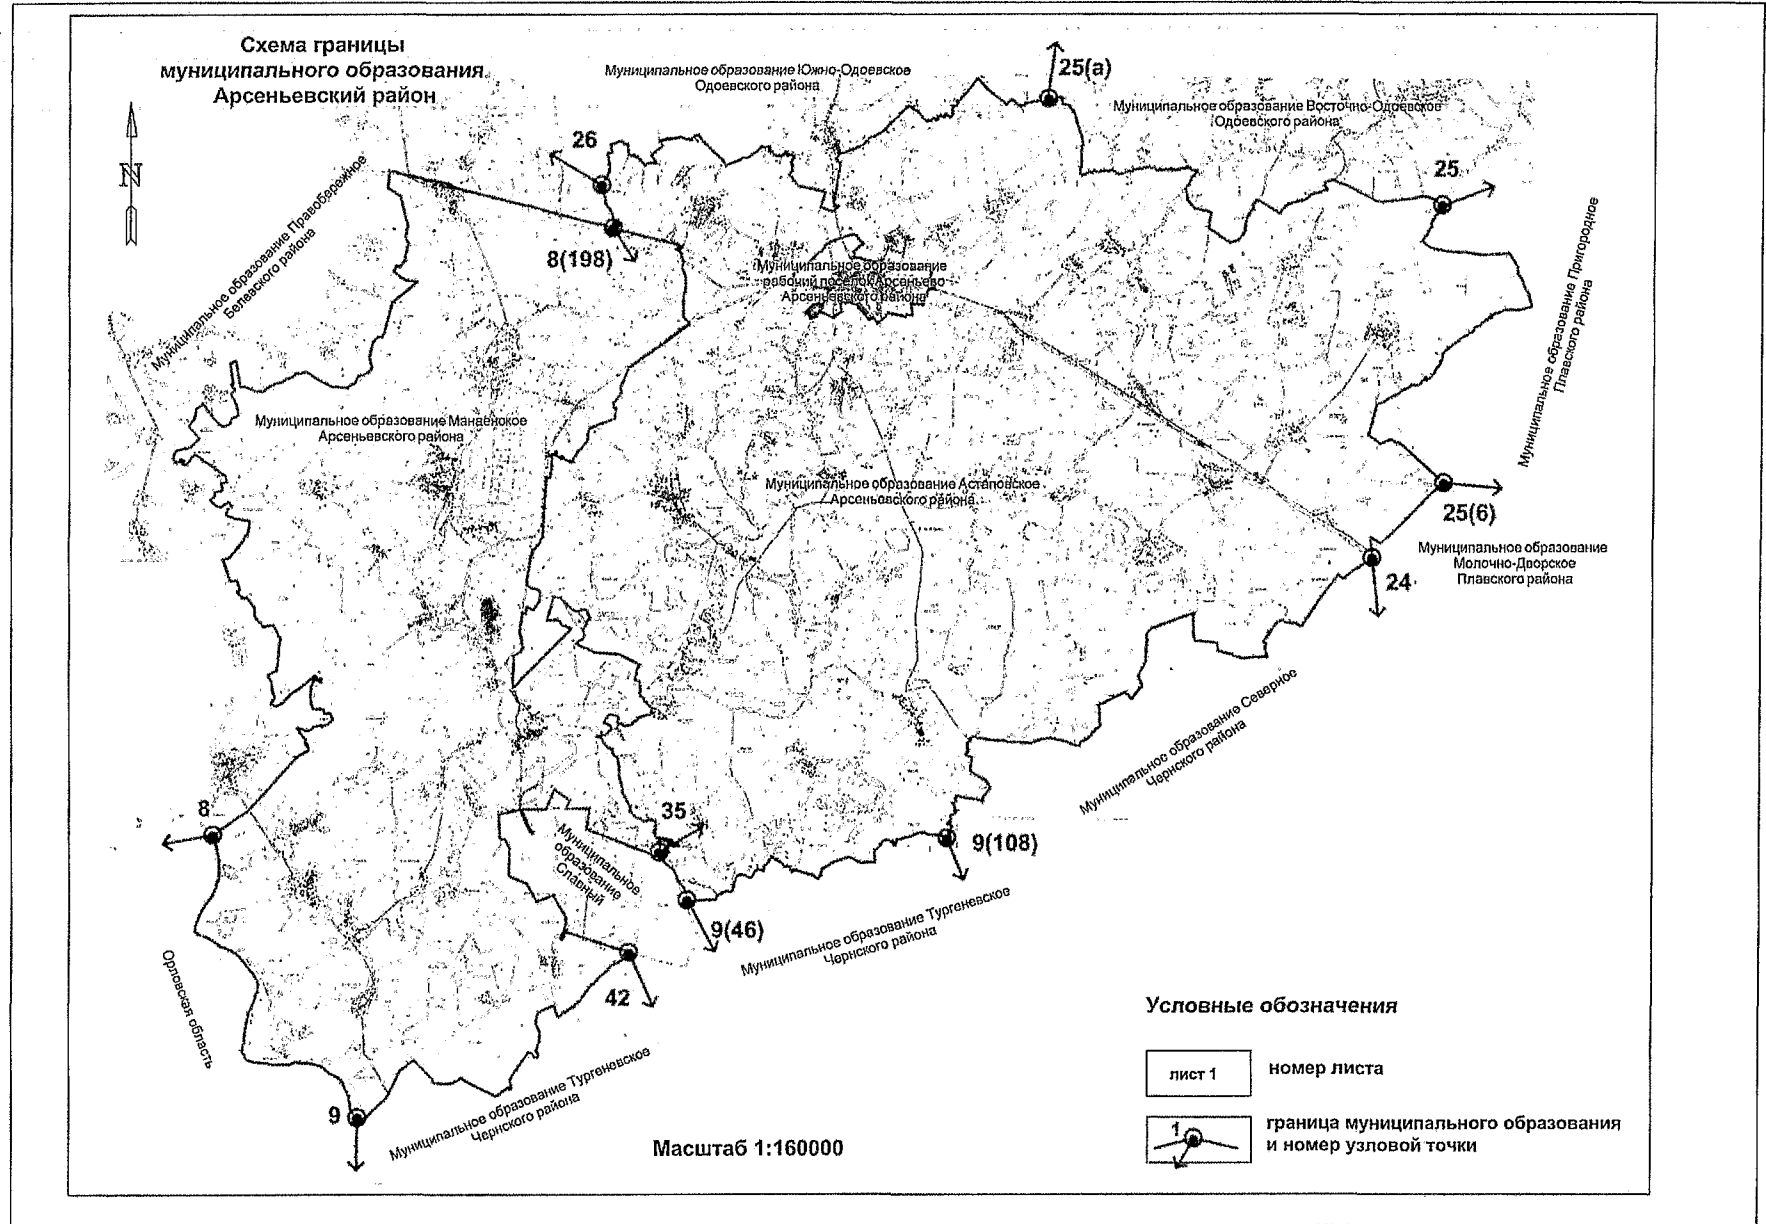 Схема границы
муниципального образования
Арсеньевский район
Муниципальное образование Южно-Одоевское
Одоевского района
25(а)
Муниципальное образование Восточно-Одоевское
Одоевского района
26
25
N
Муниципальное образование Правобережное
Белевского района
8(198)
Муниципальное образование
рабочий поселок Арсеньево
Арсеньевского района
Муниципальное образование Пригородное
Плавского района
Муниципальное образование Манаенское
Арсеньевского района
Муниципальное образование Астаповское
Арсеньевского района
25(6)
Муниципальное образование
Молочно-Дворское
Плавского района
24
Муниципальное образование Северное
Чернского района
8
35
Муниципальное
образование
Славный
9(108)
9(46)
Муниципальное образование Тургеневское
Чернского района
42
Орловская область
9
Муниципальное образование Тургеневское
Чернского района
Масштаб 1:160000
Условные обозначения
лист 1
номер листа
1
граница муниципального образования
и номер узловой точки